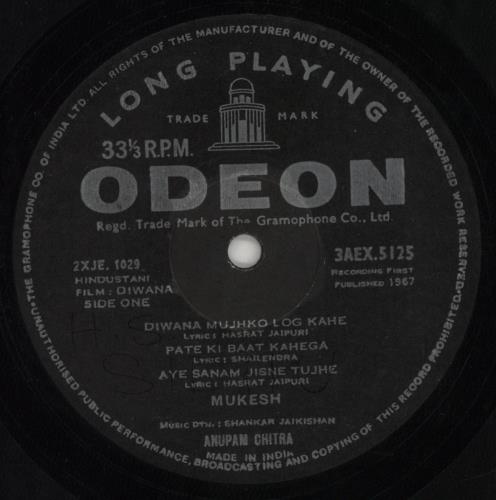 LONG PLAYING
TRADE MARK
33⅓ R.P.M.
ODEON
Regd. Trade Mark of The Gramophone Co., Ltd.
2XJE. 1029
3AEX.5125
HINDUSTANI
RECORDING FIRST
FILM : DIWANA
PUBLISHED 1967
SIDE ONE
DIWANA MUJHKO LOG KAHE
LYRIC: HASRAT JAIPURI
PATE KI BAAT KAHEGA
LYRIC: SHAILENDRA
AYE SANAM JISNE TUJHE
LYRIC: HASRAT JAIPURI
MUKESH
MUSIC DTN. : SHANKAR JAIKISHAN
ANUPAM CHITRA
MADE IN INDIA
THE GRAMOPHONE CO. OF INDIA LTD. ALL RIGHTS OF THE MANUFACTURER AND OF THE OWNER OF THE RECORDED WORK RESERVED • UNAUTHORISED PUBLIC PERFORMANCE, BROADCASTING AND COPYING OF THIS RECORD PROHIBITED •